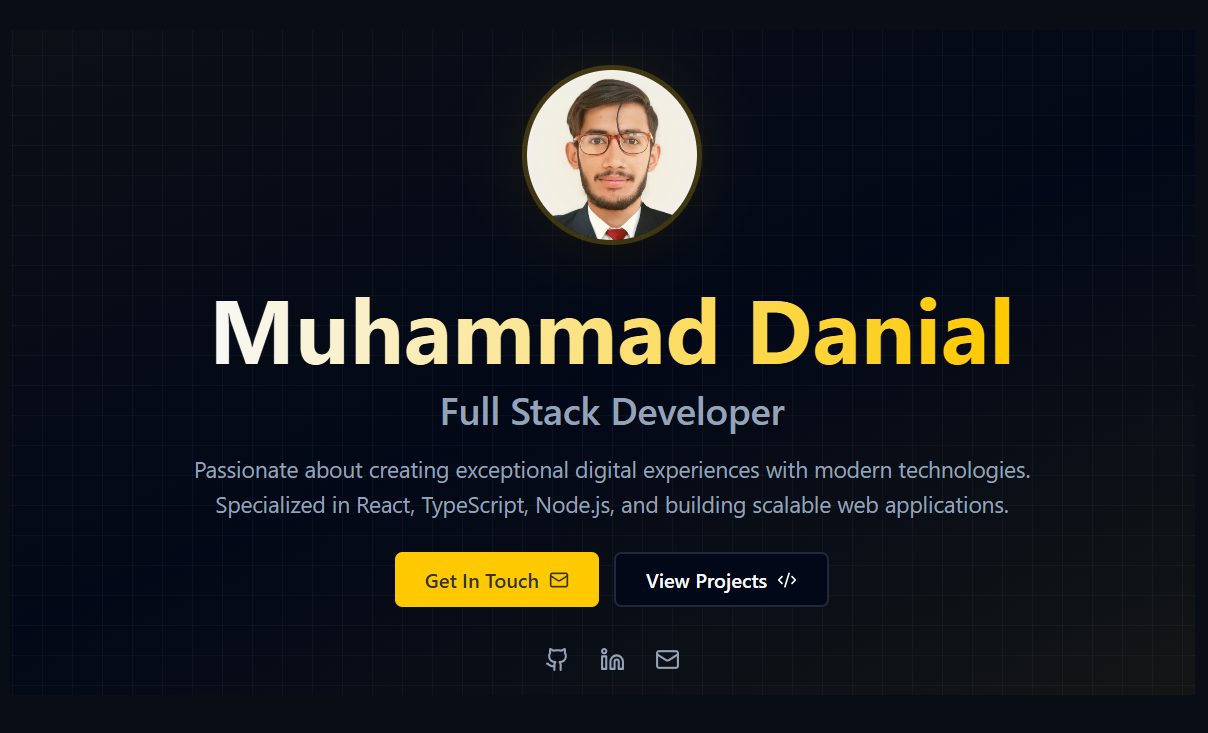 Muhammad Danial
Full Stack Developer
Passionate about creating exceptional digital experiences with modern technologies.
Specialized in React, TypeScript, Node.js, and building scalable web applications.
Get In Touch
View Projects